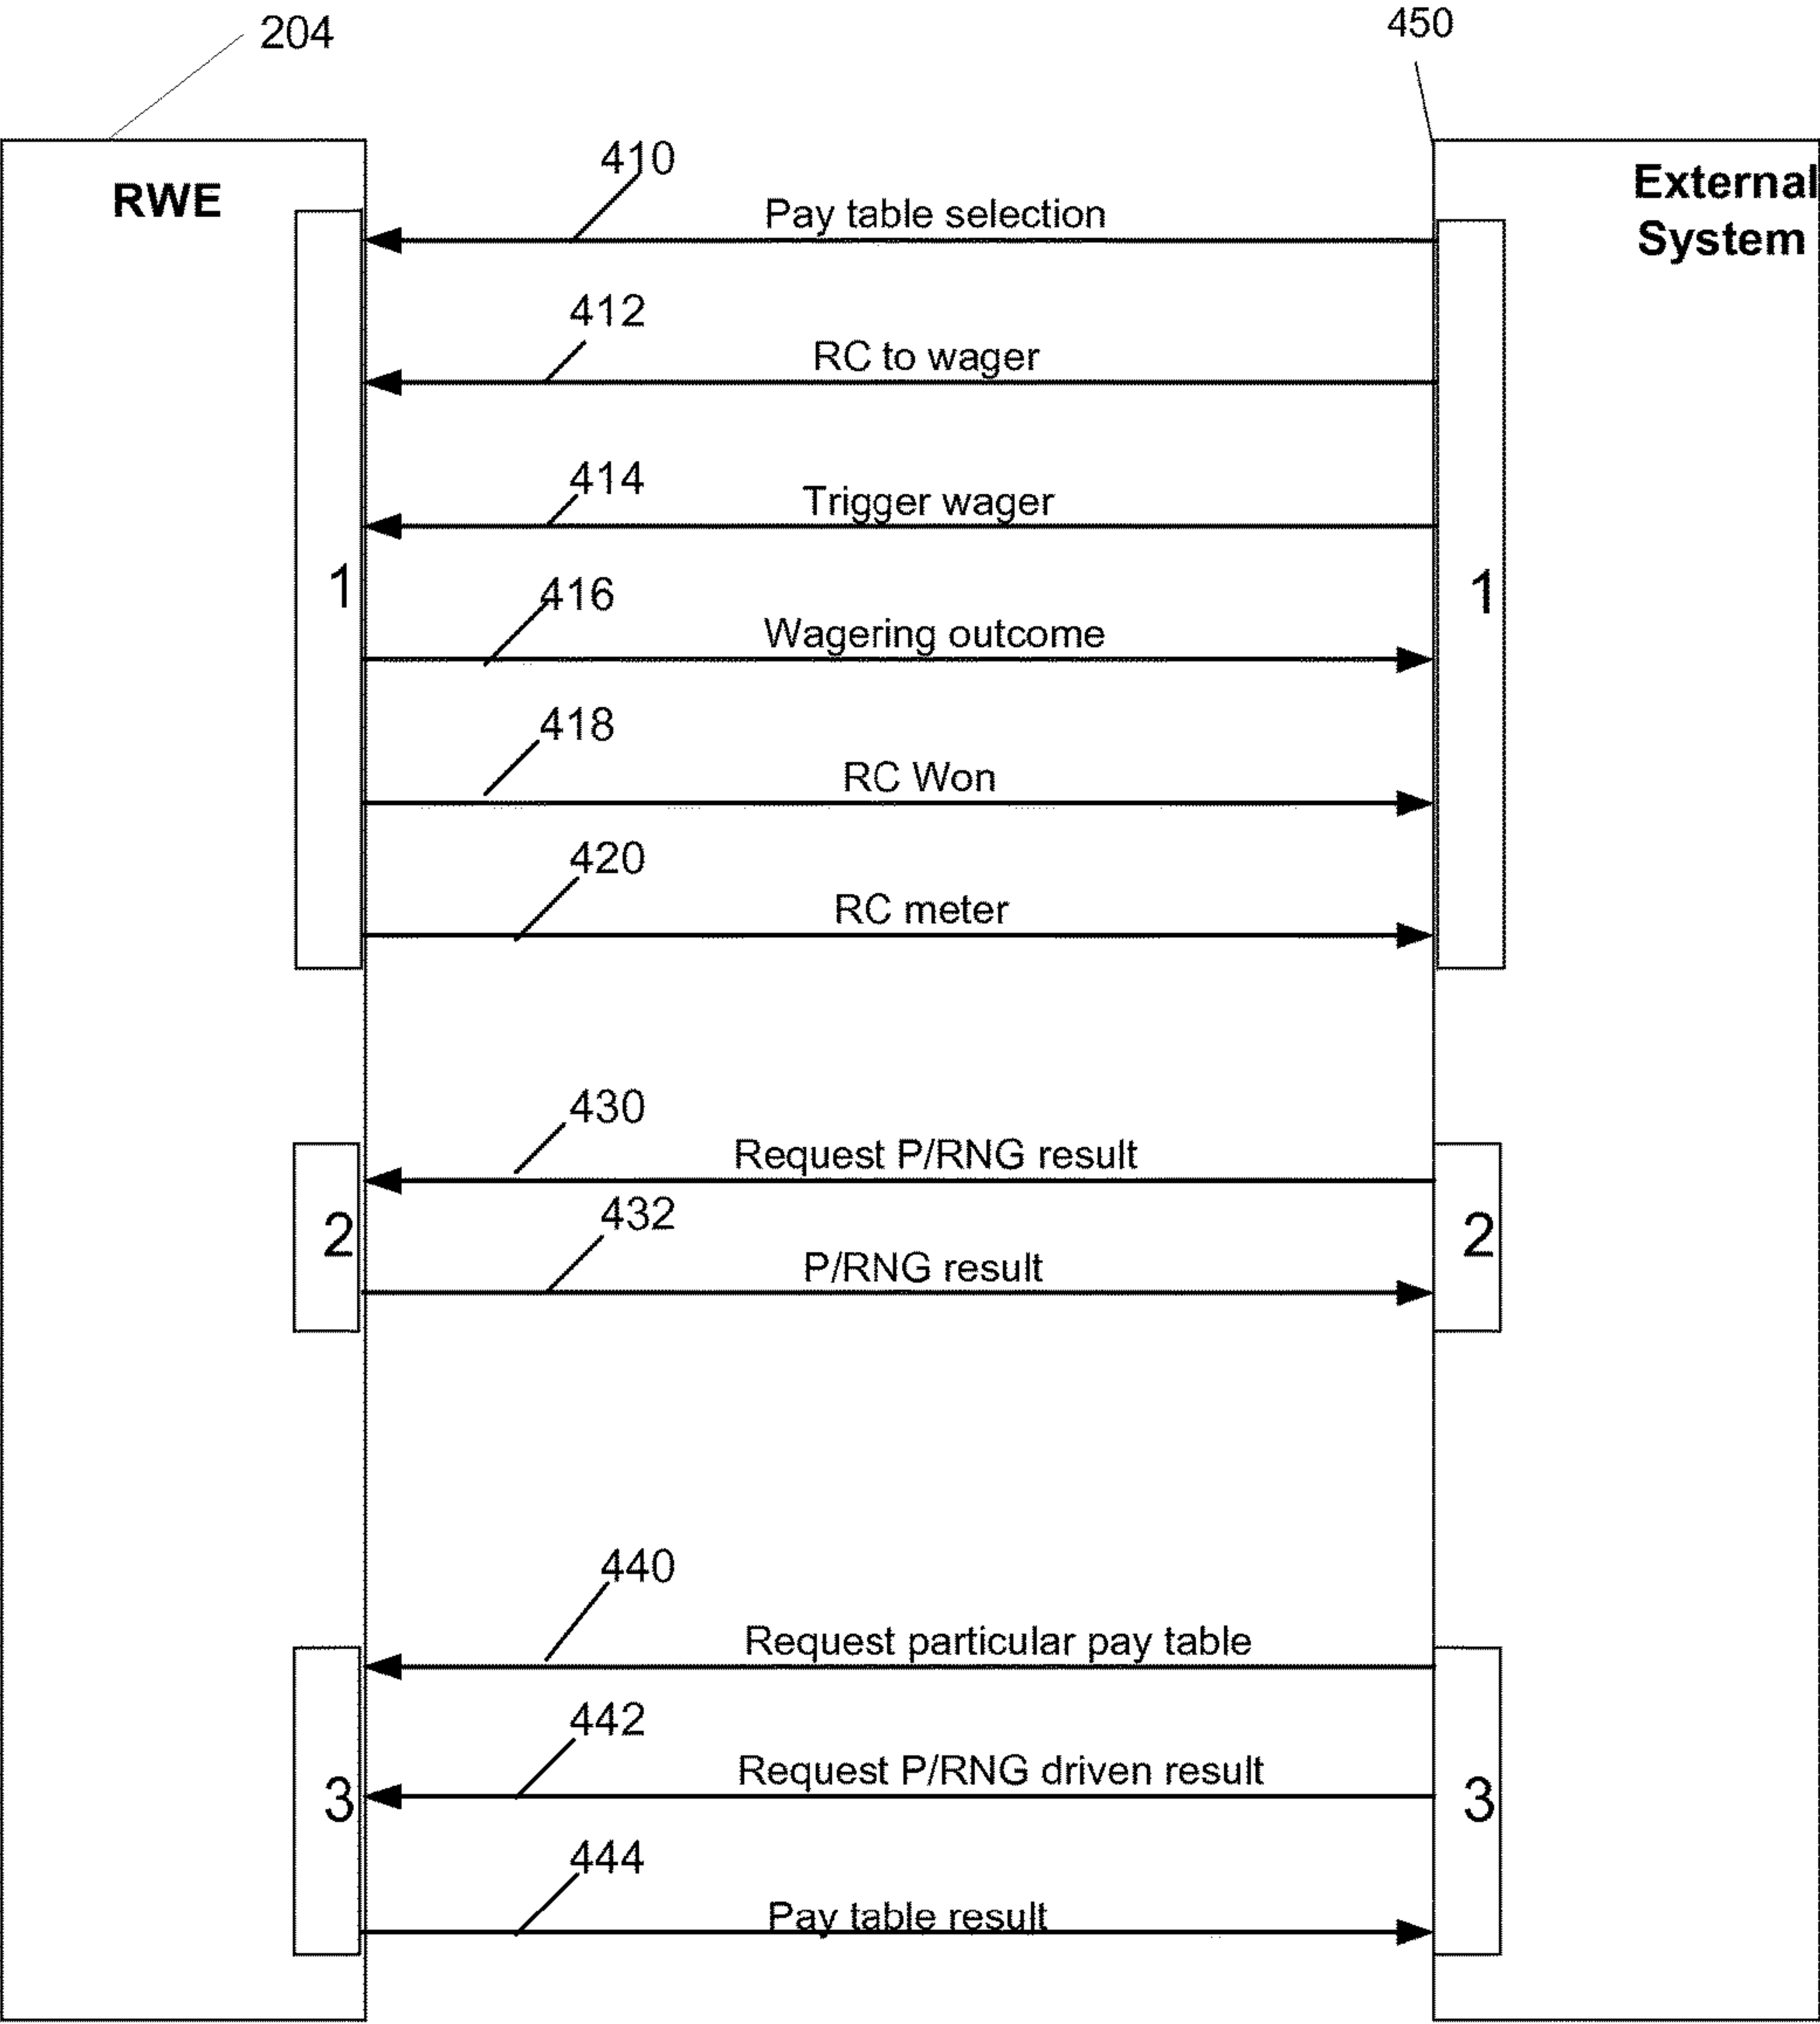 204
450
RWE
External
System
410
Pay table selection
412
RC to wager
414
Trigger wager
1
1
416
Wagering outcome
418
RC Won
420
RC meter
430
Request P/RNG result
2
2
432
P/RNG result
440
Request particular pay table
442
Request P/RNG driven result
3
3
444
Pay table result